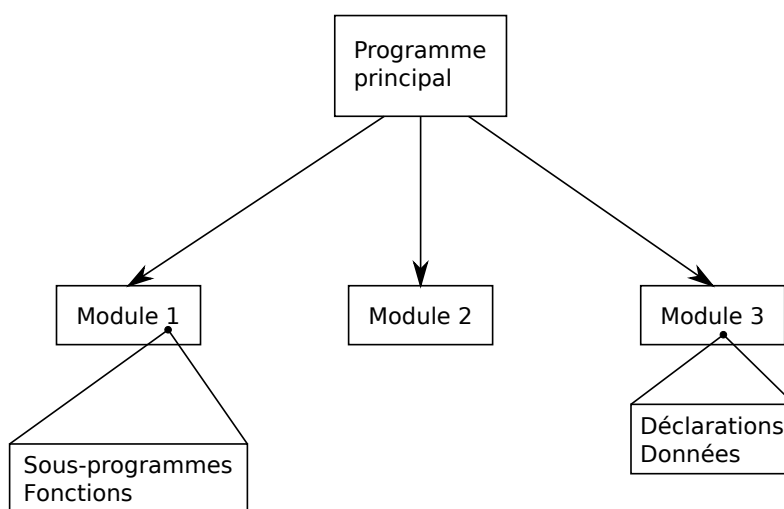 Programme
principal
Module 1
Module 2
Module 3
Sous-programmes
Fonctions
Déclarations
Données